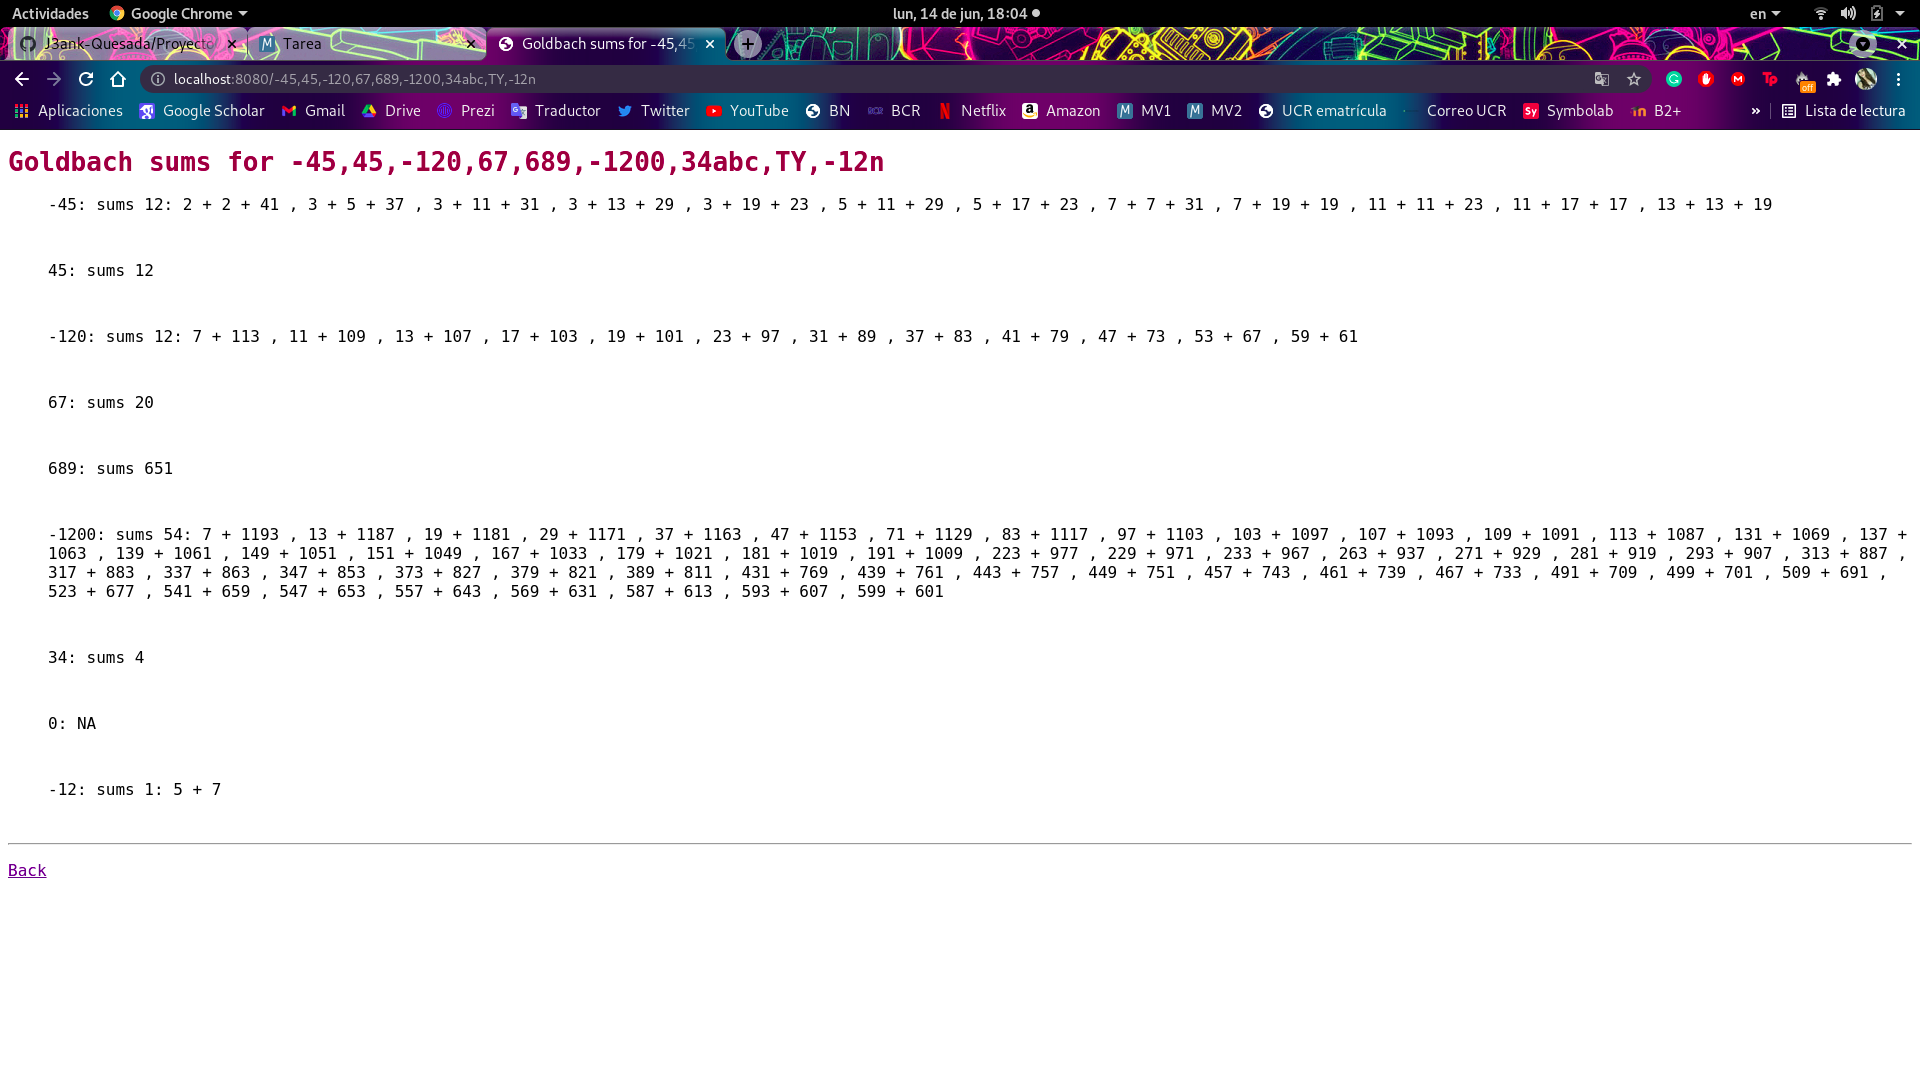 Actividades Google Chrome lun, 14 de jun, 18:04 en
J3ank-Quesada/Proyecto Tarea Goldbach sums for -45,45
localhost:8080/-45,45,-120,67,689,-1200,34abc,TY,-12n off
Aplicaciones Google Scholar Gmail Drive Prezi Traductor Twitter YouTube BN BCR Netflix Amazon MV1 MV2 UCR ematrícula Correo UCR Symbolab B2+ » Lista de lectura
Goldbach sums for -45,45,-120,67,689,-1200,34abc,TY,-12n
-45: sums 12: 2 + 2 + 41 , 3 + 5 + 37 , 3 + 11 + 31 , 3 + 13 + 29 , 3 + 19 + 23 , 5 + 11 + 29 , 5 + 17 + 23 , 7 + 7 + 31 , 7 + 19 + 19 , 11 + 11 + 23 , 11 + 17 + 17 , 13 + 13 + 19
45: sums 12
-120: sums 12: 7 + 113 , 11 + 109 , 13 + 107 , 17 + 103 , 19 + 101 , 23 + 97 , 31 + 89 , 37 + 83 , 41 + 79 , 47 + 73 , 53 + 67 , 59 + 61
67: sums 20
689: sums 651
-1200: sums 54: 7 + 1193 , 13 + 1187 , 19 + 1181 , 29 + 1171 , 37 + 1163 , 47 + 1153 , 71 + 1129 , 83 + 1117 , 97 + 1103 , 103 + 1097 , 107 + 1093 , 109 + 1091 , 113 + 1087 , 131 + 1069 , 137 +
1063 , 139 + 1061 , 149 + 1051 , 151 + 1049 , 167 + 1033 , 179 + 1021 , 181 + 1019 , 191 + 1009 , 223 + 977 , 229 + 971 , 233 + 967 , 263 + 937 , 271 + 929 , 281 + 919 , 293 + 907 , 313 + 887 ,
317 + 883 , 337 + 863 , 347 + 853 , 373 + 827 , 379 + 821 , 389 + 811 , 431 + 769 , 439 + 761 , 443 + 757 , 449 + 751 , 457 + 743 , 461 + 739 , 467 + 733 , 491 + 709 , 499 + 701 , 509 + 691 ,
523 + 677 , 541 + 659 , 547 + 653 , 557 + 643 , 569 + 631 , 587 + 613 , 593 + 607 , 599 + 601
34: sums 4
0: NA
-12: sums 1: 5 + 7
Back